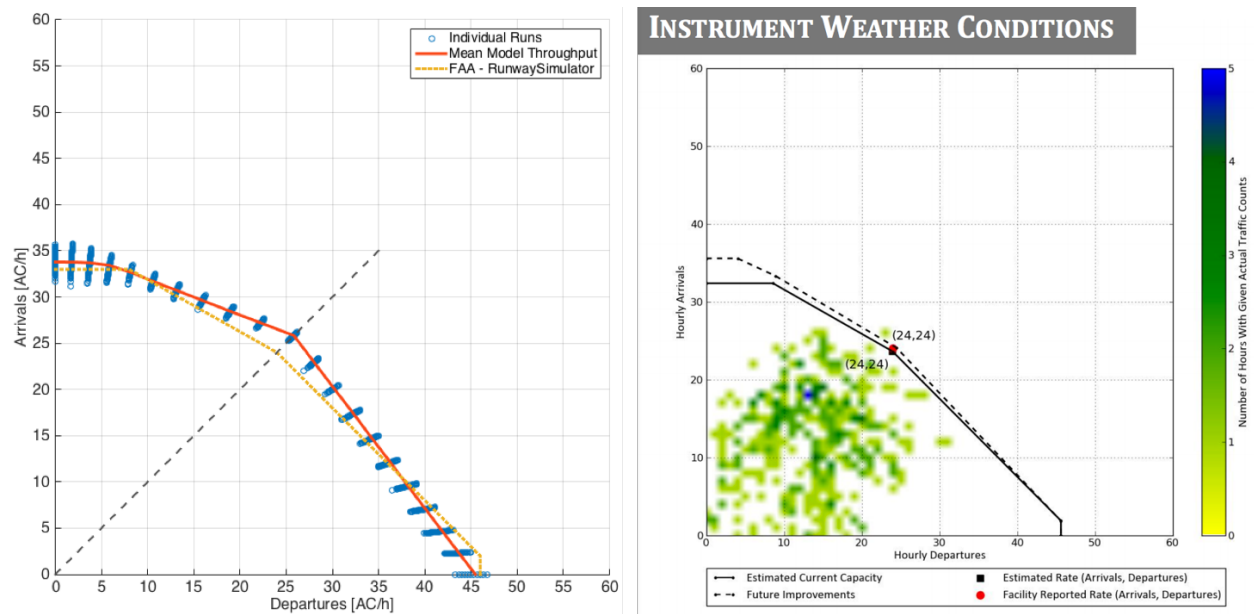 60
55
50
45
40
35
30
25
20
15
10
5
0
Arrivals [AC/h]
0 5 10 15 20 25 30 35 40 45 50 55 60
Departures [AC/h]
Individual Runs
Mean Model Throughput
FAA - RunwaySimulator
INSTRUMENT WEATHER CONDITIONS
60
50
40
30
20
10
0
Hourly Arrivals
(24,24)
(24,24)
0 10 20 30 40 50 60
Hourly Departures
5
4
3
2
1
0
Number of Hours With Given Actual Traffic Counts
Estimated Current Capacity
Future Improvements
Estimated Rate (Arrivals, Departures)
Facility Reported Rate (Arrivals, Departures)